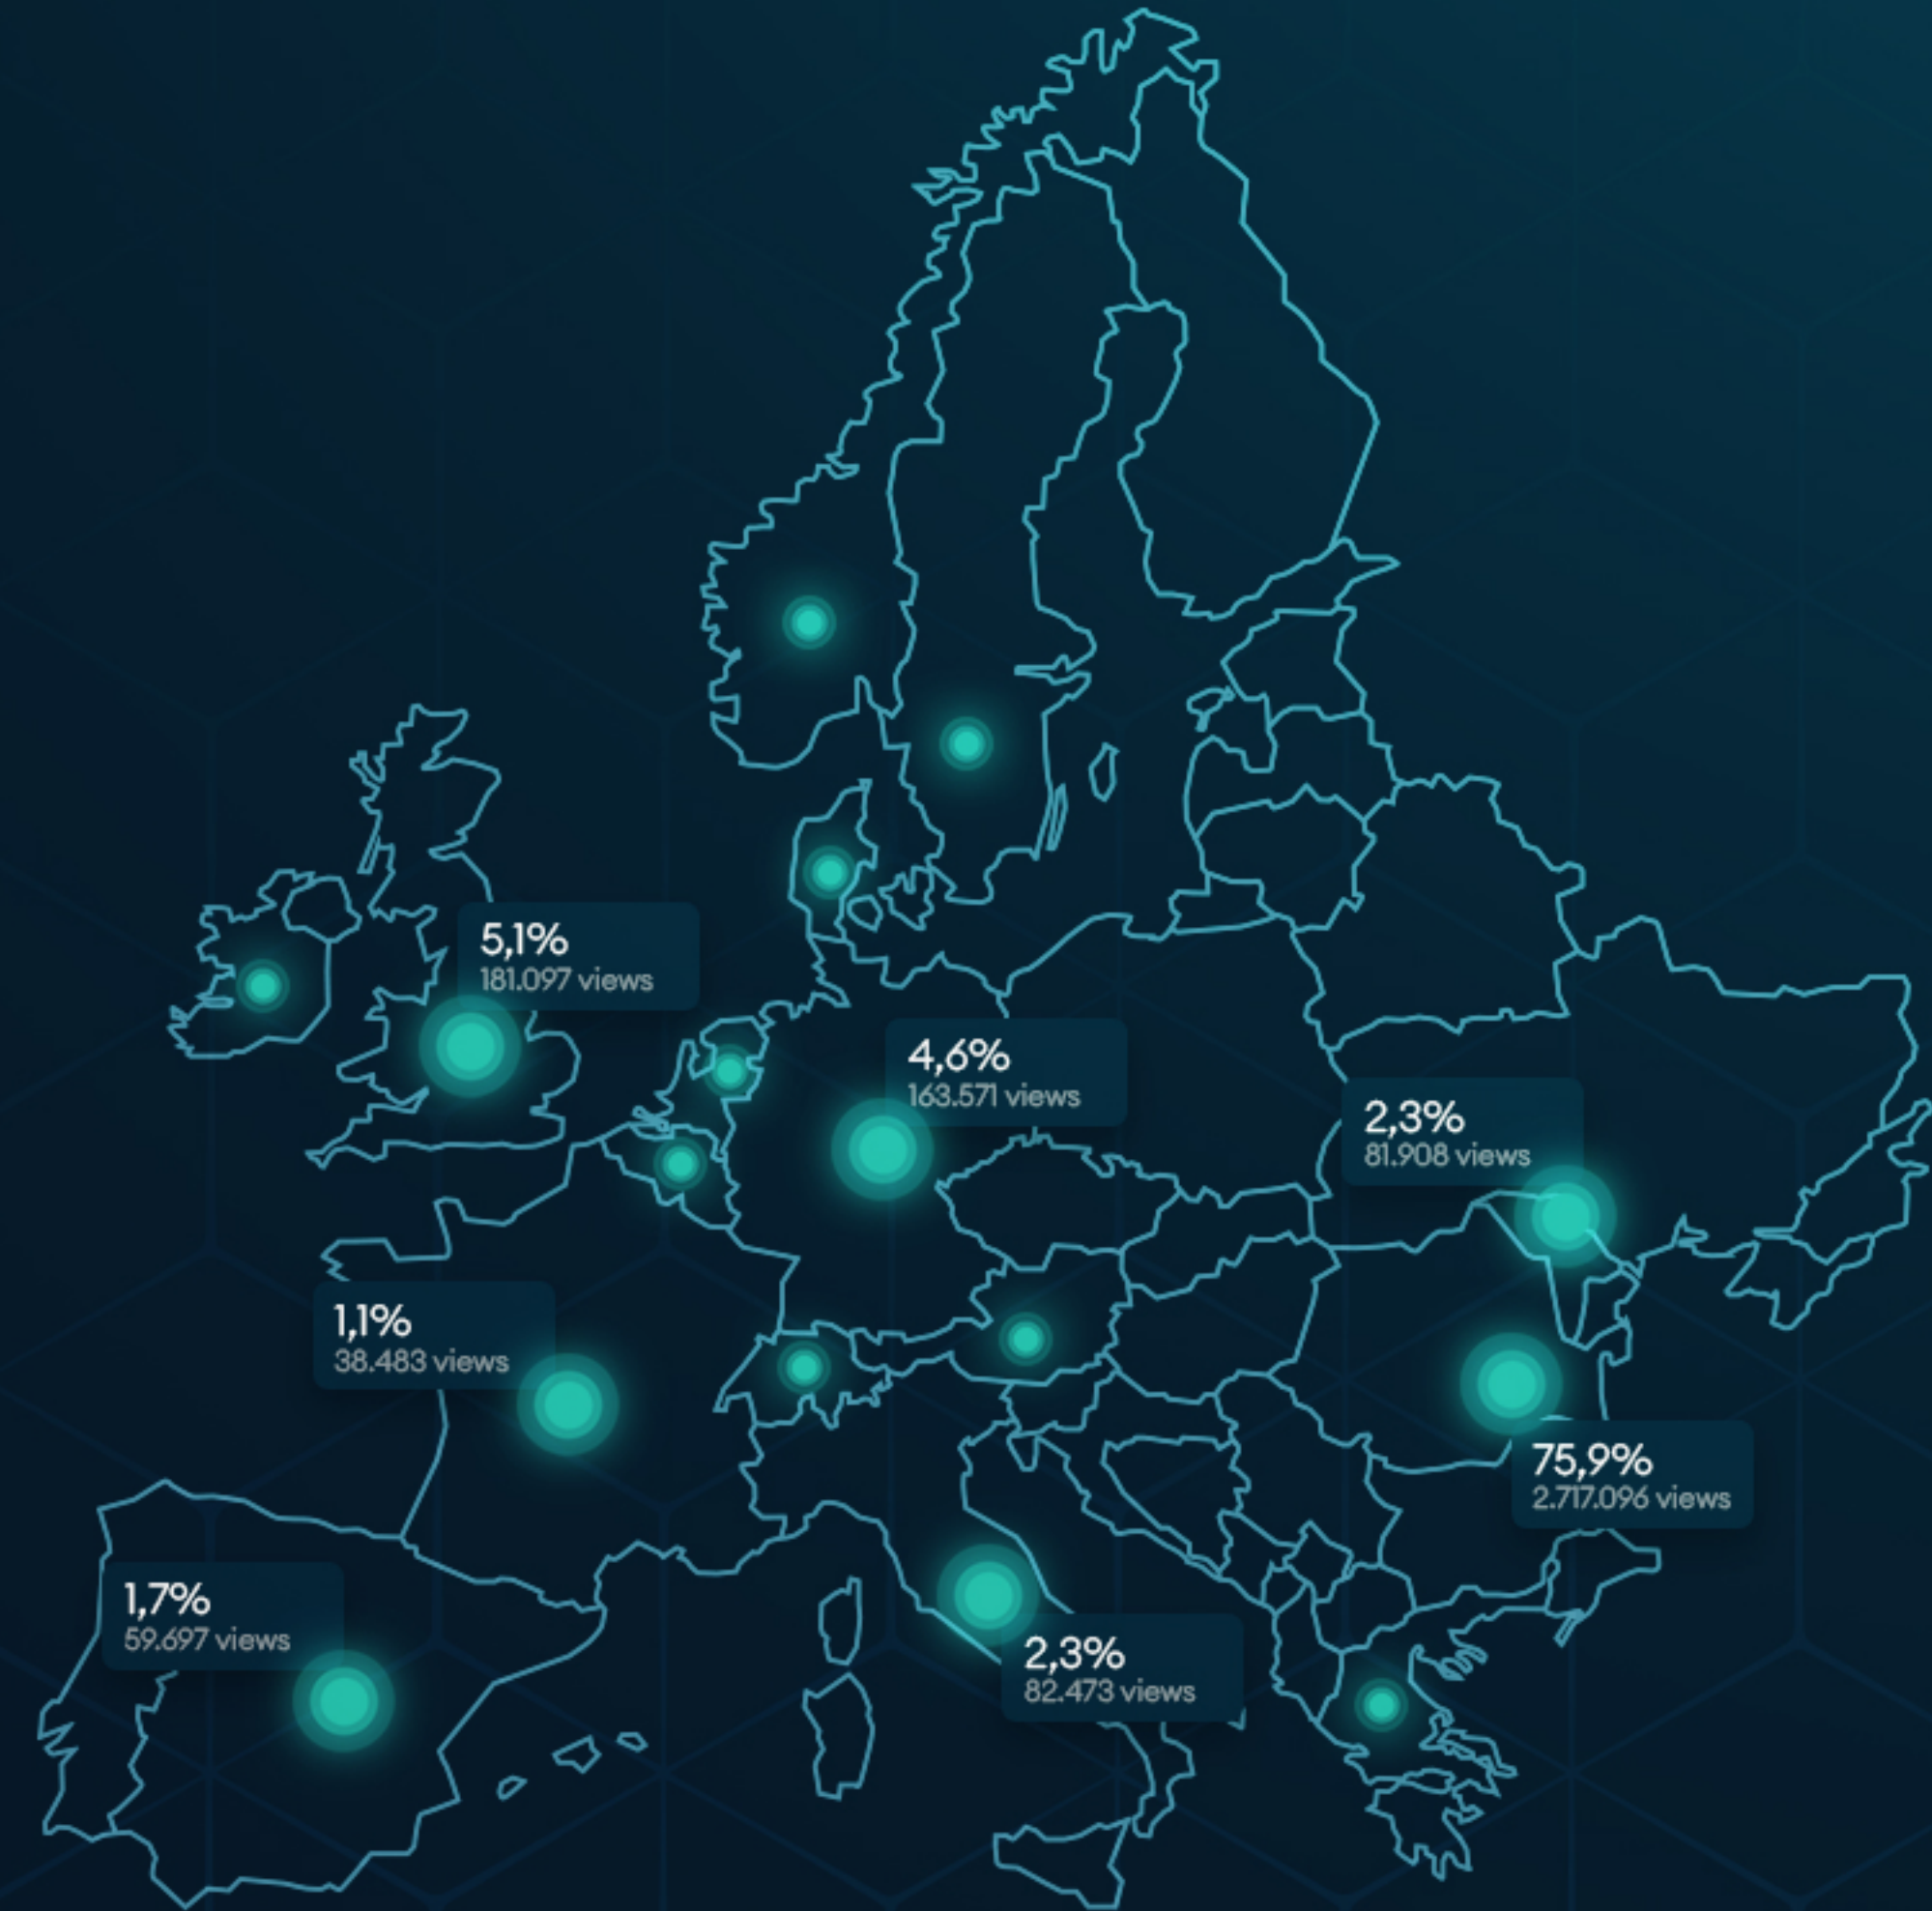 5,1%
181.097 views
4,6%
163.571 views
2,3%
81.908 views
1,1%
38.483 views
75,9%
2.717.096 views
1,7%
59.697 views
2,3%
82.473 views